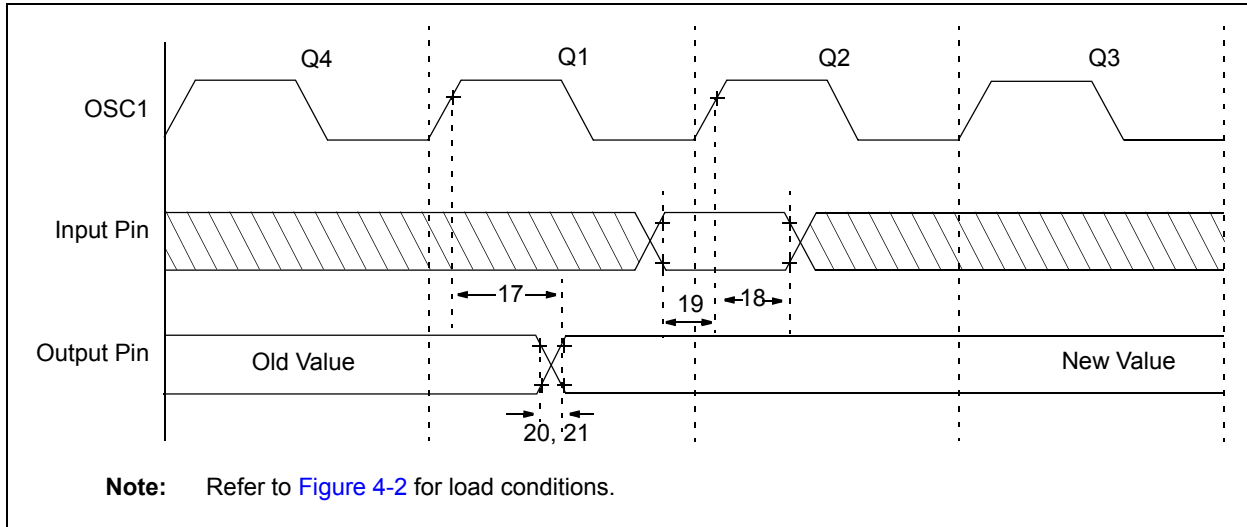 Q4
Q1
Q2
Q3
OSC1
Input Pin
17
19
18
Output Pin
Old Value
New Value
20, 21
Note: Refer to Figure 4-2 for load conditions.